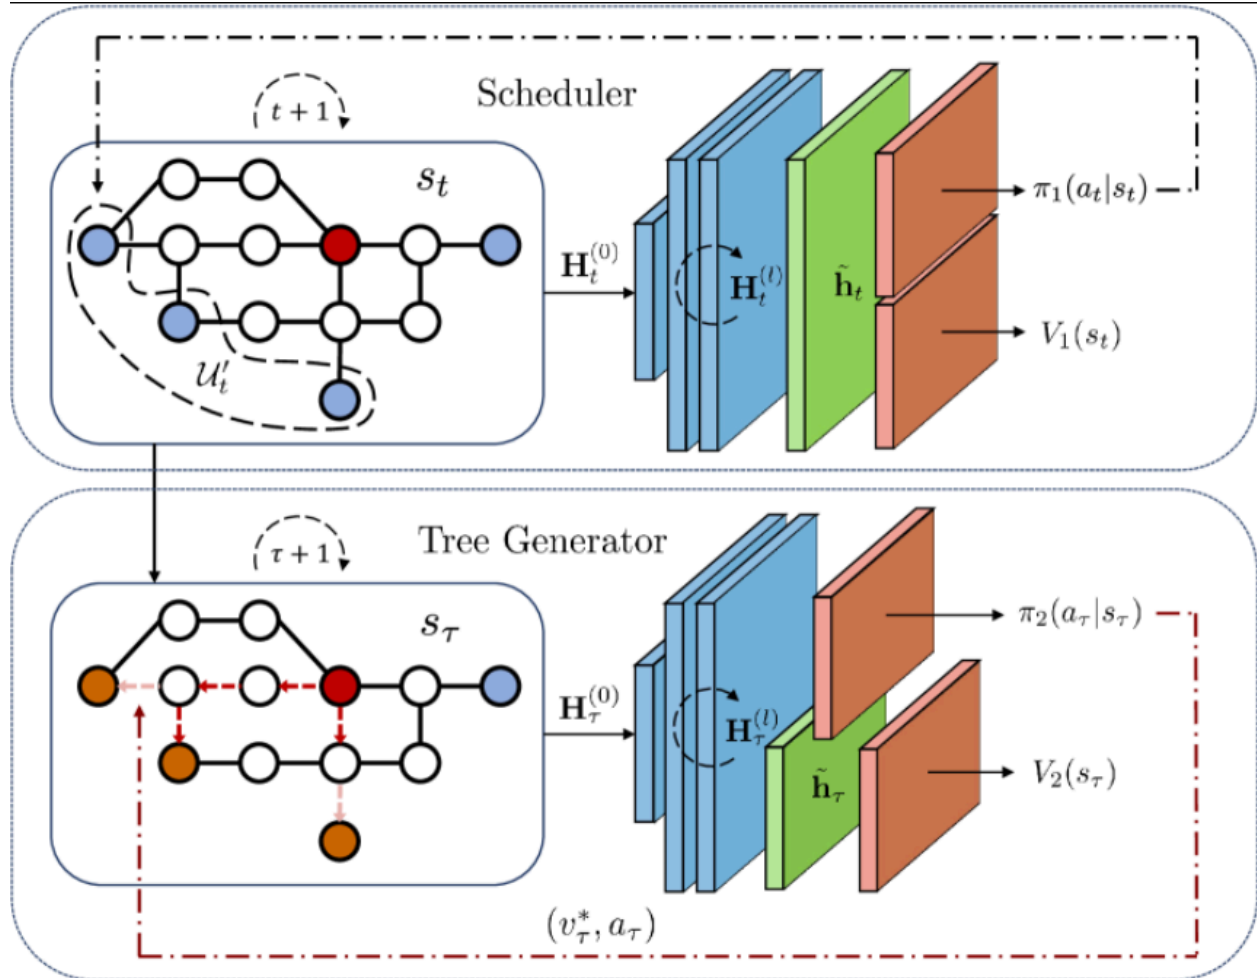 Scheduler
t + 1
s_t
H_t^{(0)}
H_t^{(l)}
h̃_t
π_1(a_t|s_t)
V_1(s_t)
𝒰'_t
Tree Generator
τ + 1
s_τ
H_τ^{(0)}
H_τ^{(l)}
h̃_τ
π_2(a_τ|s_τ)
V_2(s_τ)
(v_τ^*, a_τ)